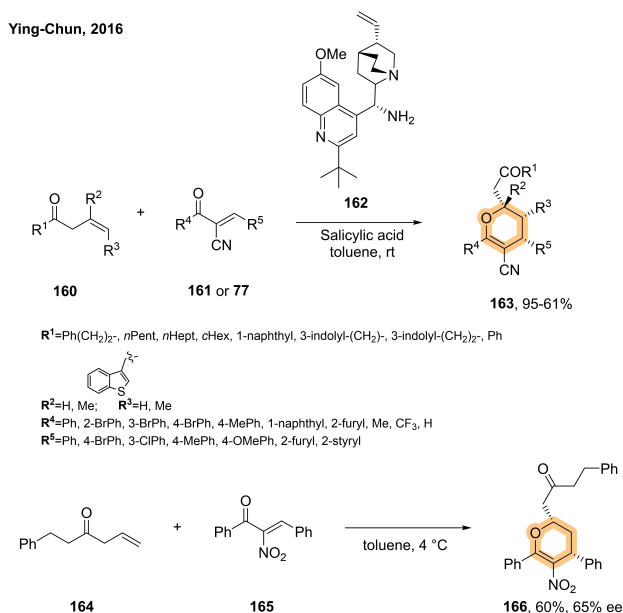 Ying-Chun, 2016
OMe
N
NH₂
N
162
O
R²
R¹
R³
160
+
O
R⁴
R⁵
CN
161 or 77
Salicylic acid
toluene, rt
COR¹
R²
O
R³
R⁴
R⁵
CN
163, 95-61%
R¹=Ph(CH₂)₂-, nPent, nHept, cHex, 1-naphthyl, 3-indolyl-(CH₂)-, 3-indolyl-(CH₂)₂-, Ph
S
R²=H, Me; R³=H, Me
R⁴=Ph, 2-BrPh, 3-BrPh, 4-BrPh, 4-MePh, 1-naphthyl, 2-furyl, Me, CF₃, H
R⁵=Ph, 4-BrPh, 3-ClPh, 4-MePh, 4-OMePh, 2-furyl, 2-styryl
O
Ph
164
+
O
Ph
Ph
NO₂
165
toluene, 4 °C
Ph
O
O
Ph
Ph
NO₂
166, 60%, 65% ee